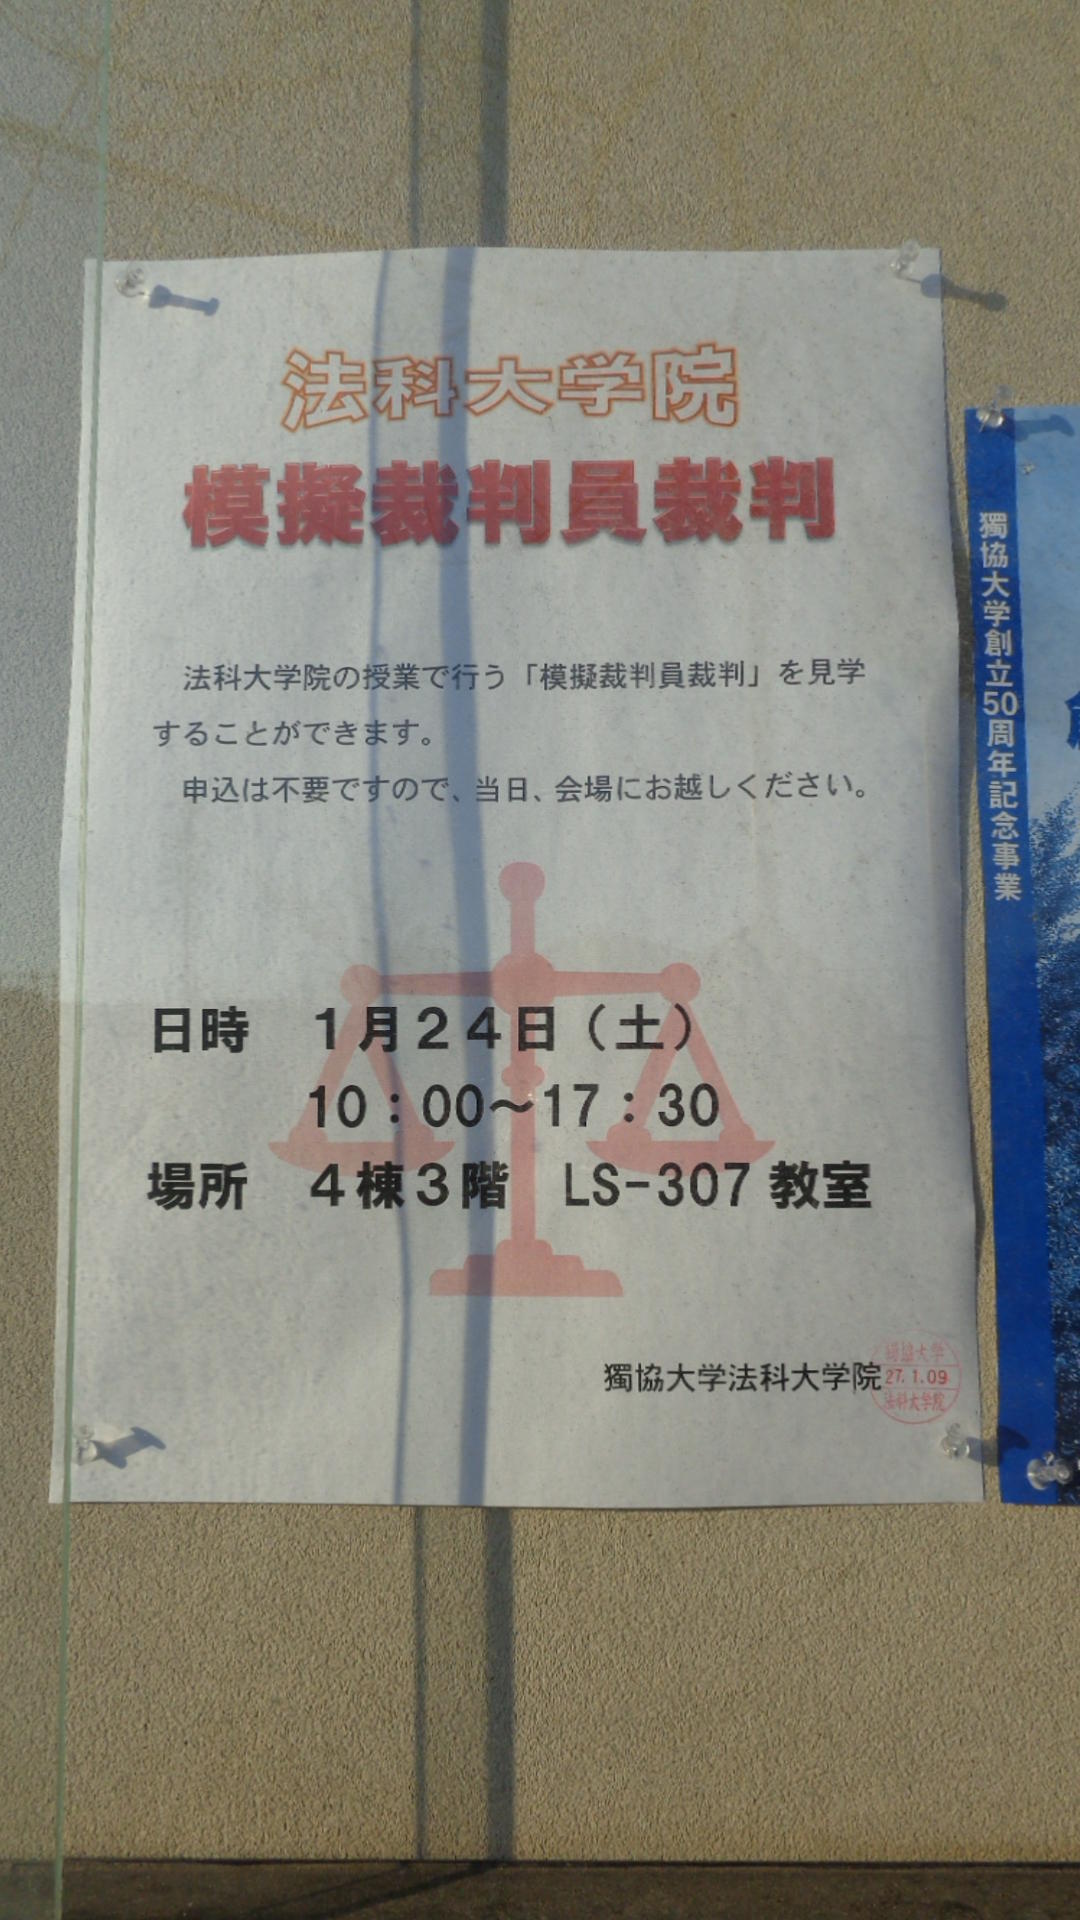 法科大学院
模擬裁判員裁判
法科大学院の授業で行う「模擬裁判員裁判」を見学
することができます。
申込は不要ですので、当日、会場にお越しください。
日時　１月２４日（土）
10：00～17：30
場所　４棟３階　LS-307 教室
獨協大学法科大学院
獨協大学
27.1.09
法科大学院
獨協大学創立50周年記念事業